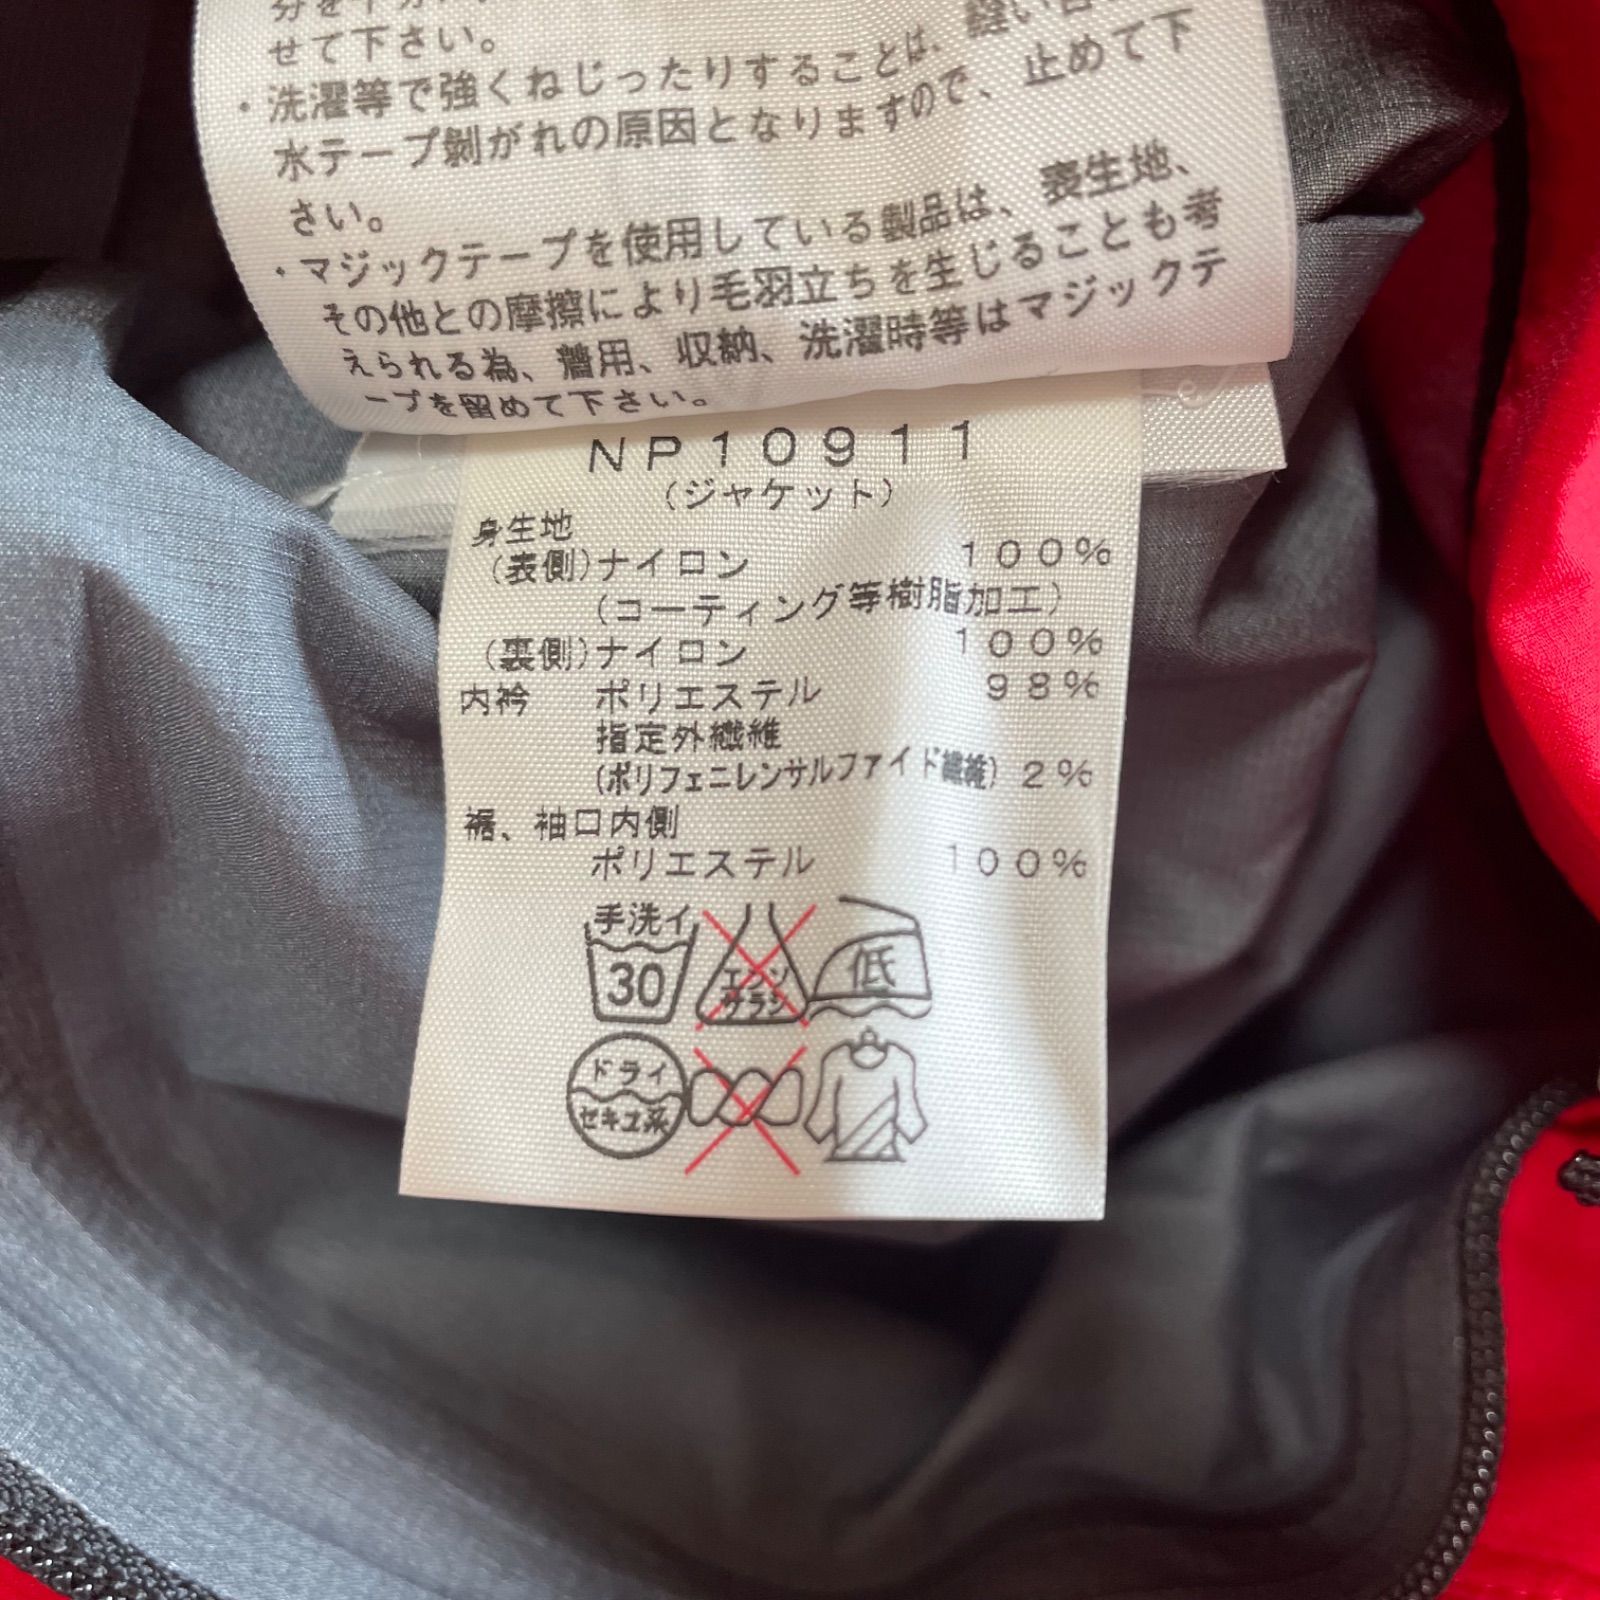 せて下さい。
・洗濯等で強くねじったりすることは、縫い
水テープ剝がれの原因となりますので、止めて下
さい。
・マジックテープを使用している製品は、表生地、
その他との摩擦により毛羽立ちを生じることも考
えられる為、着用、収納、洗濯時等はマジックテ
ープを留めて下さい。
NP10911
(ジャケット)
身生地
(表側)ナイロン 100%
(コーティング等樹脂加工)
(裏側)ナイロン 100%
内衿 ポリエステル 98%
指定外繊維
(ポリフェニレンサルファイド繊維) 2%
裾、袖口内側
ポリエステル 100%
手洗イ
30
エンソ
サラシ
低
ドライ
セキユ系